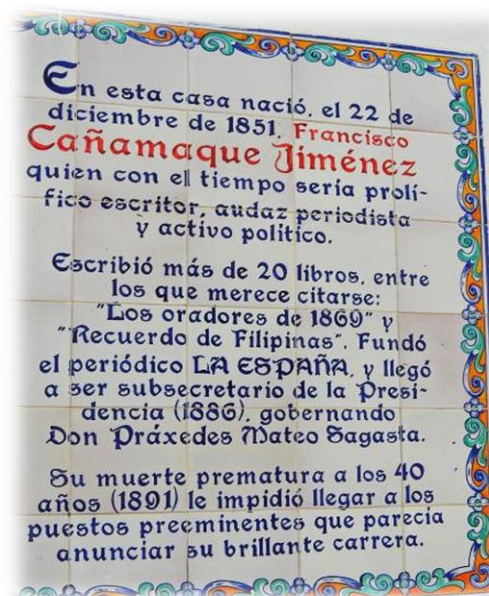 En esta casa nació, el 22 de
diciembre de 1851, Francisco
Cañamaque Jiménez
quien con el tiempo sería prolí-
fico escritor, audaz periodista
y activo político.
Escribió más de 20 libros, entre
los que merece citarse:
"Los oradores de 1869" y
"Recuerdo de Filipinas". Fundó
el periódico LA ESPAÑA, y llegó
a ser subsecretario de la Presi-
dencia (1886), gobernando
Don Práxedes Mateo Sagasta.
Su muerte prematura a los 40
años (1891) le impidió llegar a los
puestos preeminentes que parecía
anunciar su brillante carrera.